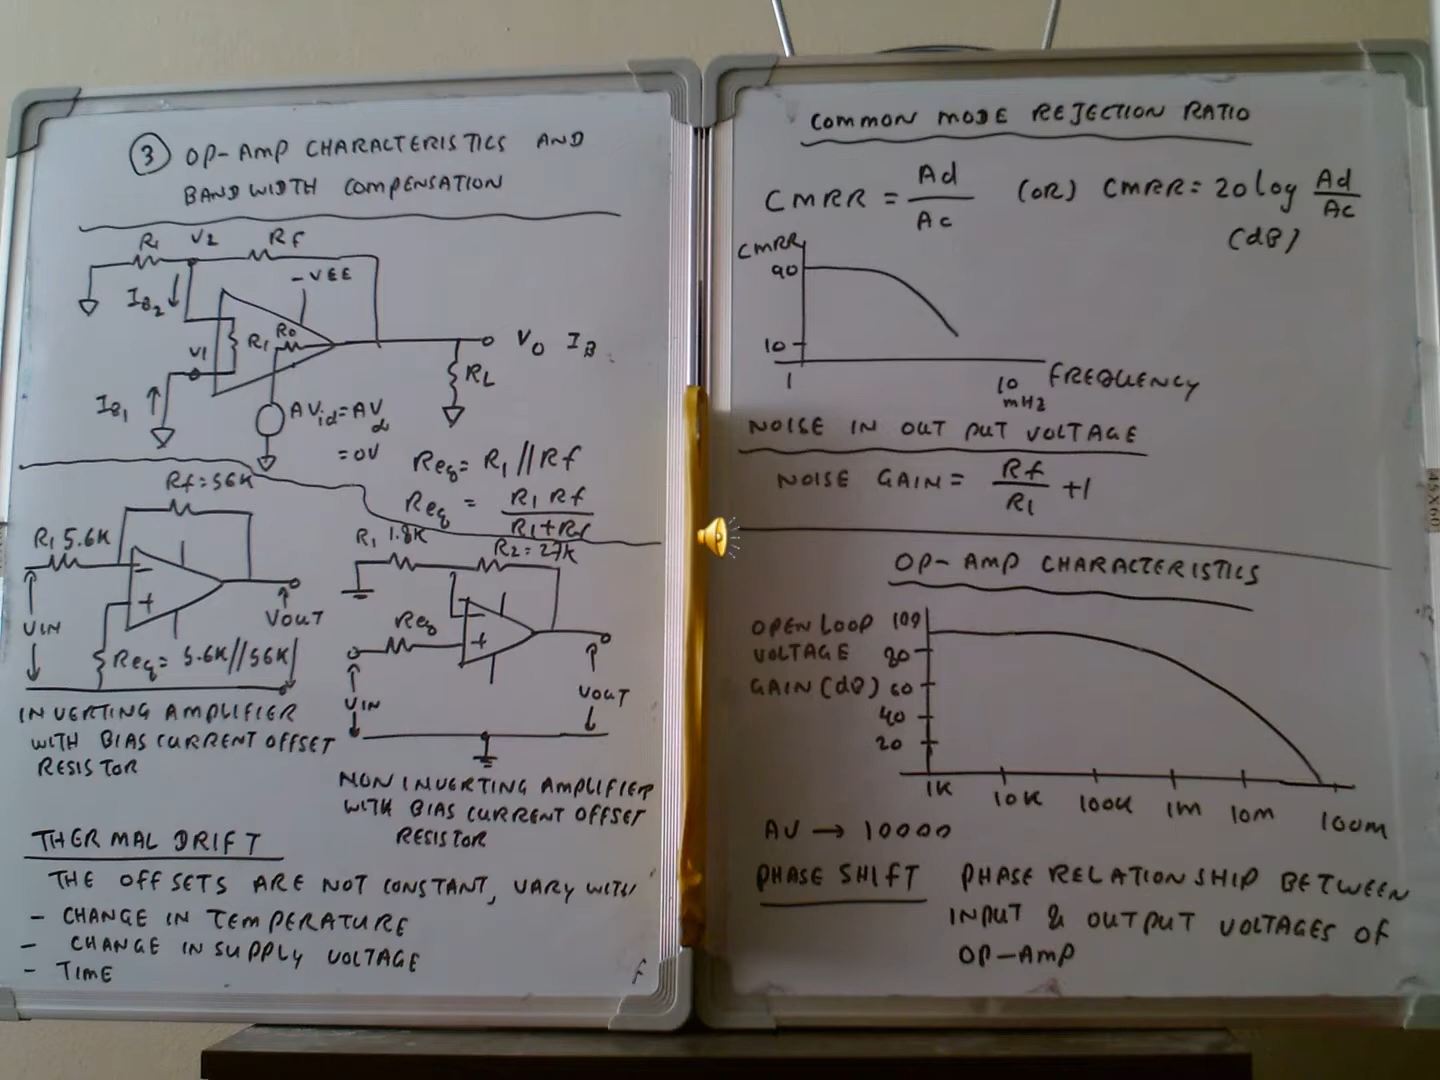 3 OP-AMP CHARACTERISTICS AND
BANDWIDTH COMPENSATION
R1 V2 Rf
-VEE
IB2
R1 Ro
V1
VO IB
RL
IB1
AVid=AVd
=0V
Req= R1 // Rf
Req = R1 Rf / R1+Rf
Rf=56K
R1 5.6K
-
+
VIN
VOUT
Req= 5.6K//56K
INVERTING AMPLIFIER
WITH BIAS CURRENT OFFSET
RESISTOR
R1 1.8K
R2=27K
-
Req
+
VIN
VOUT
NON INVERTING AMPLIFIER
WITH BIAS CURRENT OFFSET
RESISTOR
THERMAL DRIFT
THE OFFSETS ARE NOT CONSTANT, VARY WITH
- CHANGE IN TEMPERATURE
- CHANGE IN SUPPLY VOLTAGE
- TIME
COMMON MODE REJECTION RATIO
CMRR = Ad / Ac (OR) CMRR= 20 log Ad / Ac
(dB)
CMRR
90
10
1
10 FREQUENCY
mHz
NOISE IN OUT PUT VOLTAGE
NOISE GAIN = Rf / R1 +1
OP-AMP CHARACTERISTICS
OPEN LOOP 100
VOLTAGE 80
GAIN (dB) 60
40
20
1K 10K 100K 1M 10M 100M
AV → 10000
PHASE SHIFT PHASE RELATIONSHIP BETWEEN
INPUT & OUTPUT VOLTAGES OF
OP-AMP
45X60